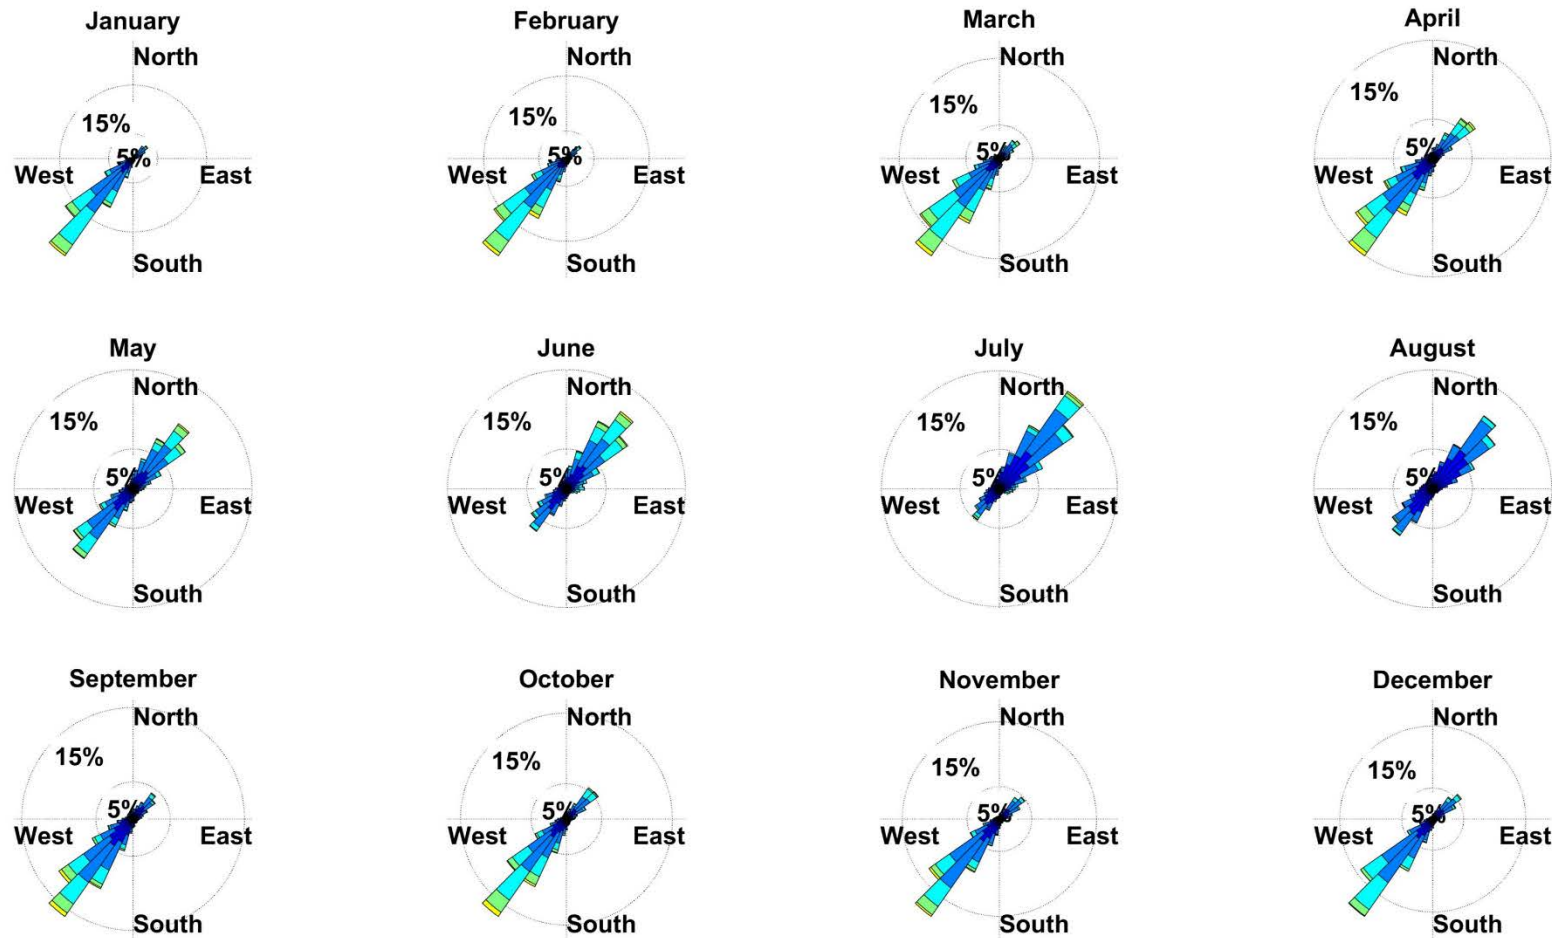 January
February
March
April
North
North
North
North
15%
15%
15%
15%
5%
5%
5%
5%
West
East
West
East
West
East
West
East
South
South
South
South
May
June
July
August
North
North
North
North
15%
15%
15%
15%
5%
5%
5%
5%
West
East
West
East
West
East
West
East
South
South
South
South
September
October
November
December
North
North
North
North
15%
15%
15%
15%
5%
5%
5%
5%
West
East
West
East
West
East
West
East
South
South
South
South